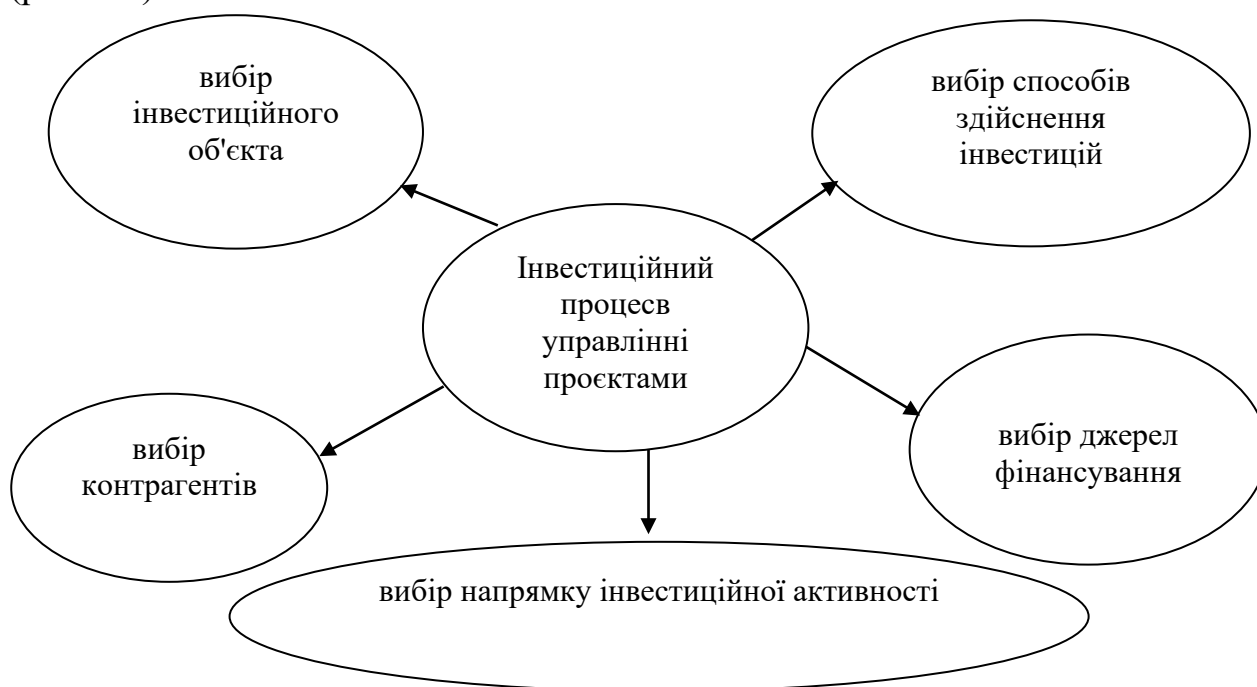 вибір
інвестиційного
об'єкта
вибір способів
здійснення
інвестицій
Інвестиційний
процесв
управлінні
проєктами
вибір
контрагентів
вибір джерел
фінансування
вибір напрямку інвестиційної активності